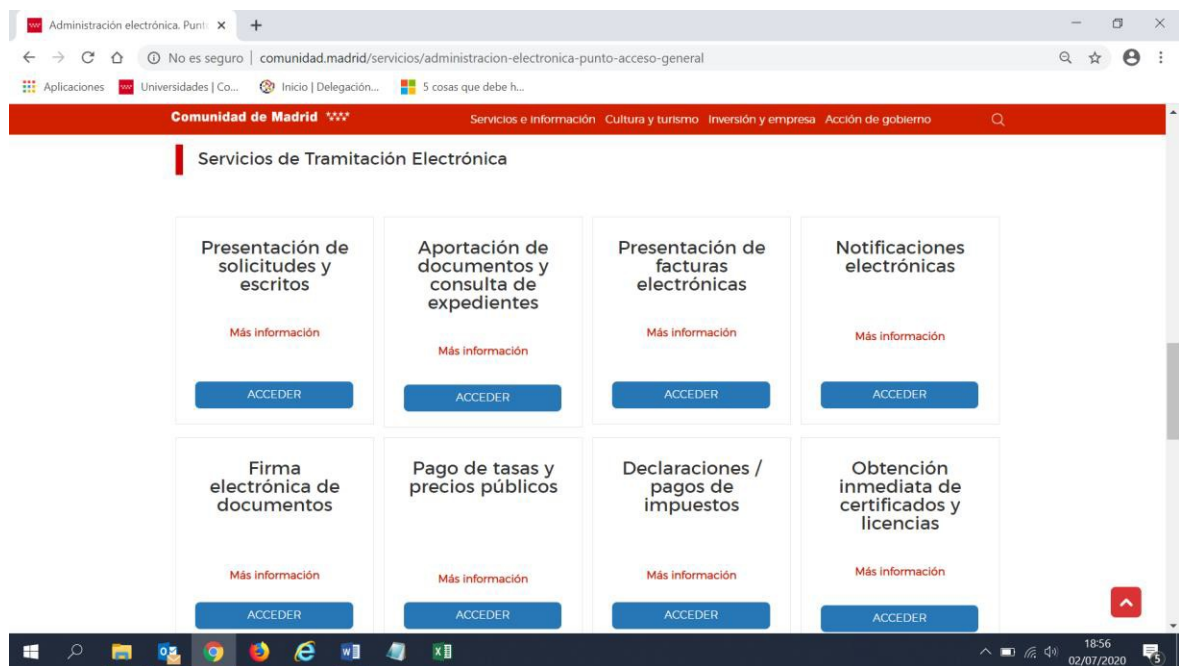 Administración electrónica. Punt
No es seguro | comunidad.madrid/servicios/administracion-electronica-punto-acceso-general
Aplicaciones Universidades | Co... Inicio | Delegación... 5 cosas que debe h...
Comunidad de Madrid Servicios e información Cultura y turismo Inversión y empresa Acción de gobierno
Servicios de Tramitación Electrónica
Presentación de
solicitudes y
escritos
Más información
ACCEDER
Aportación de
documentos y
consulta de
expedientes
Más información
ACCEDER
Presentación de
facturas
electrónicas
Más información
ACCEDER
Notificaciones
electrónicas
Más información
ACCEDER
Firma
electrónica de
documentos
Más información
ACCEDER
Pago de tasas y
precios públicos
Más información
ACCEDER
Declaraciones /
pagos de
impuestos
Más información
ACCEDER
Obtención
inmediata de
certificados y
licencias
Más información
ACCEDER
18:56
02/07/2020
5